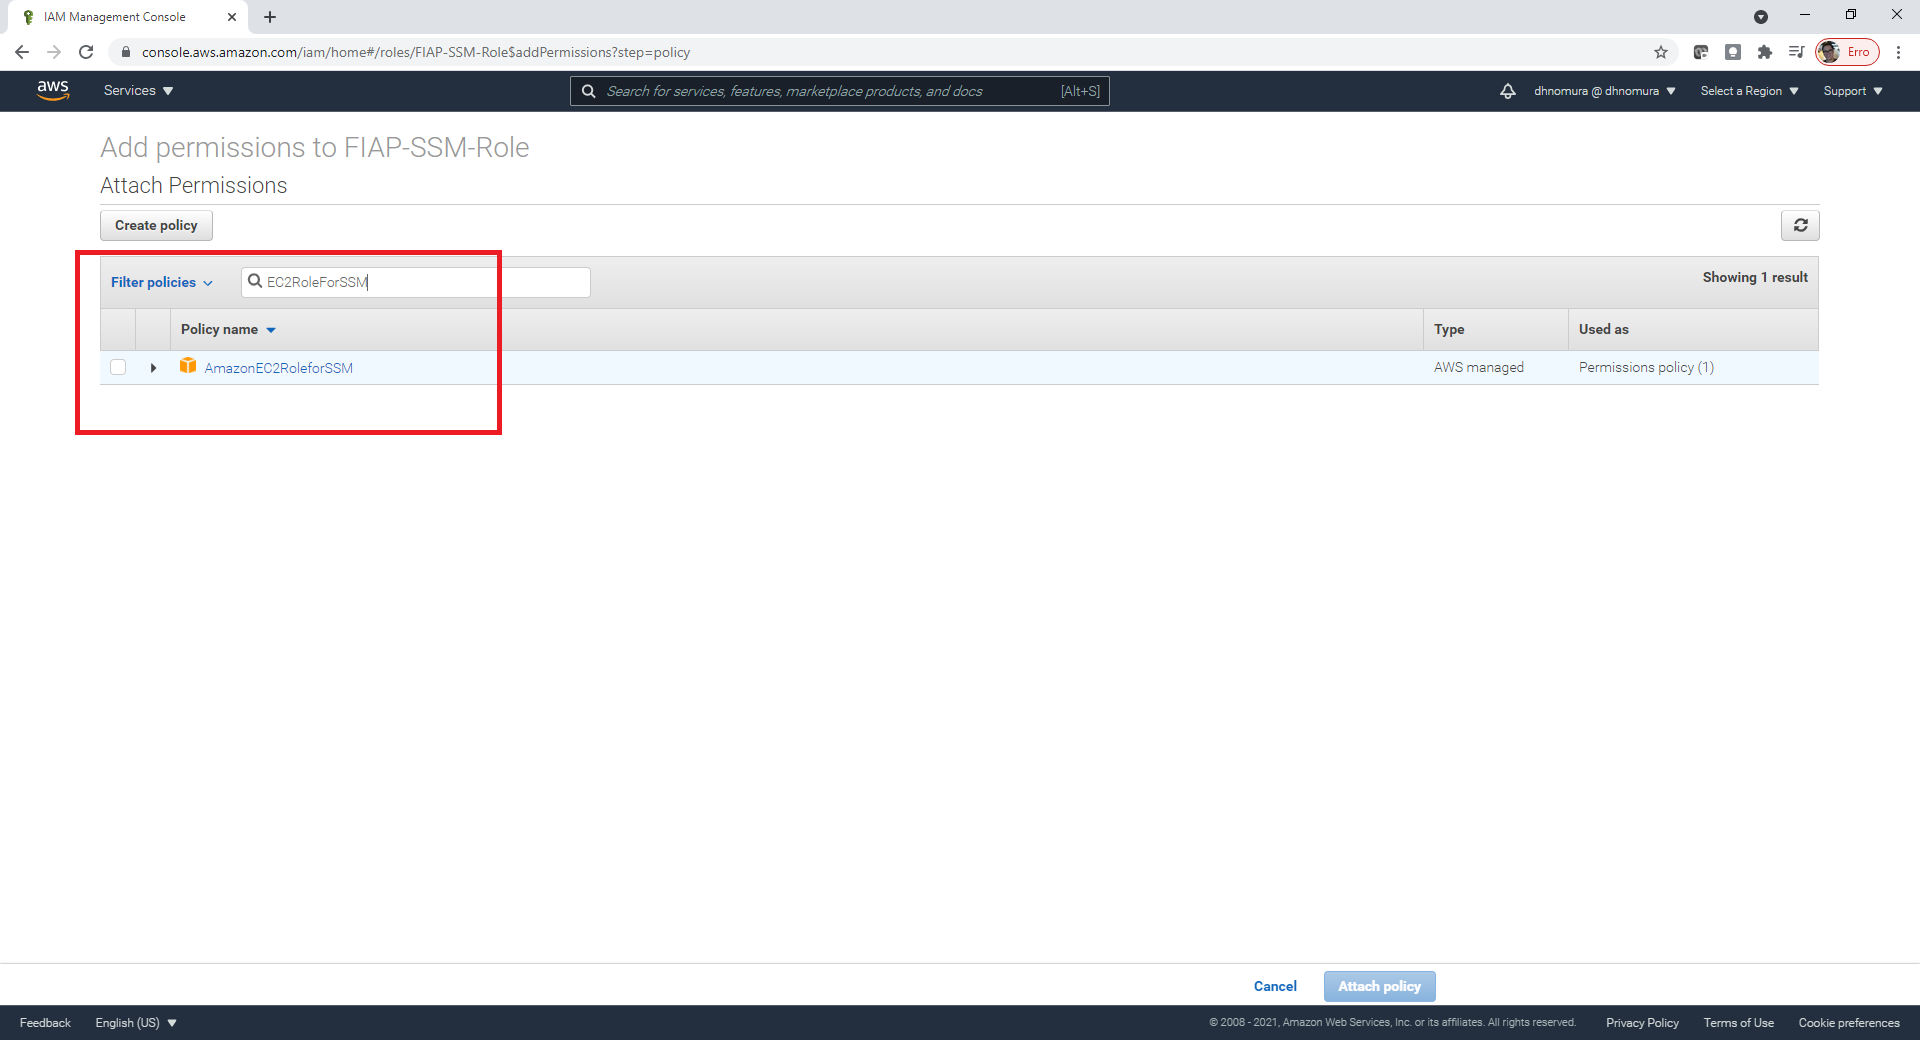 IAM Management Console
console.aws.amazon.com/iam/home#/roles/FIAP-SSM-Role$addPermissions?step=policy
Erro
aws
Services
Search for services, features, marketplace products, and docs
[Alt+S]
dhnomura @ dhnomura
Select a Region
Support
Add permissions to FIAP-SSM-Role
Attach Permissions
Create policy
Filter policies
EC2RoleForSSM
Showing 1 result
Policy name
Type
Used as
AmazonEC2RoleforSSM
AWS managed
Permissions policy (1)
Cancel
Attach policy
Feedback
English (US)
© 2008 - 2021, Amazon Web Services, Inc. or its affiliates. All rights reserved.
Privacy Policy
Terms of Use
Cookie preferences